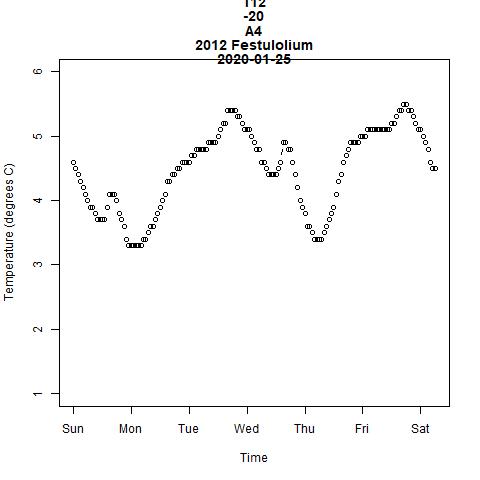 T12
-20
A4
2012 Festulolium
2020-01-25
Temperature (degrees C)
6
5
4
3
2
1
Sun Mon Tue Wed Thu Fri Sat
Time